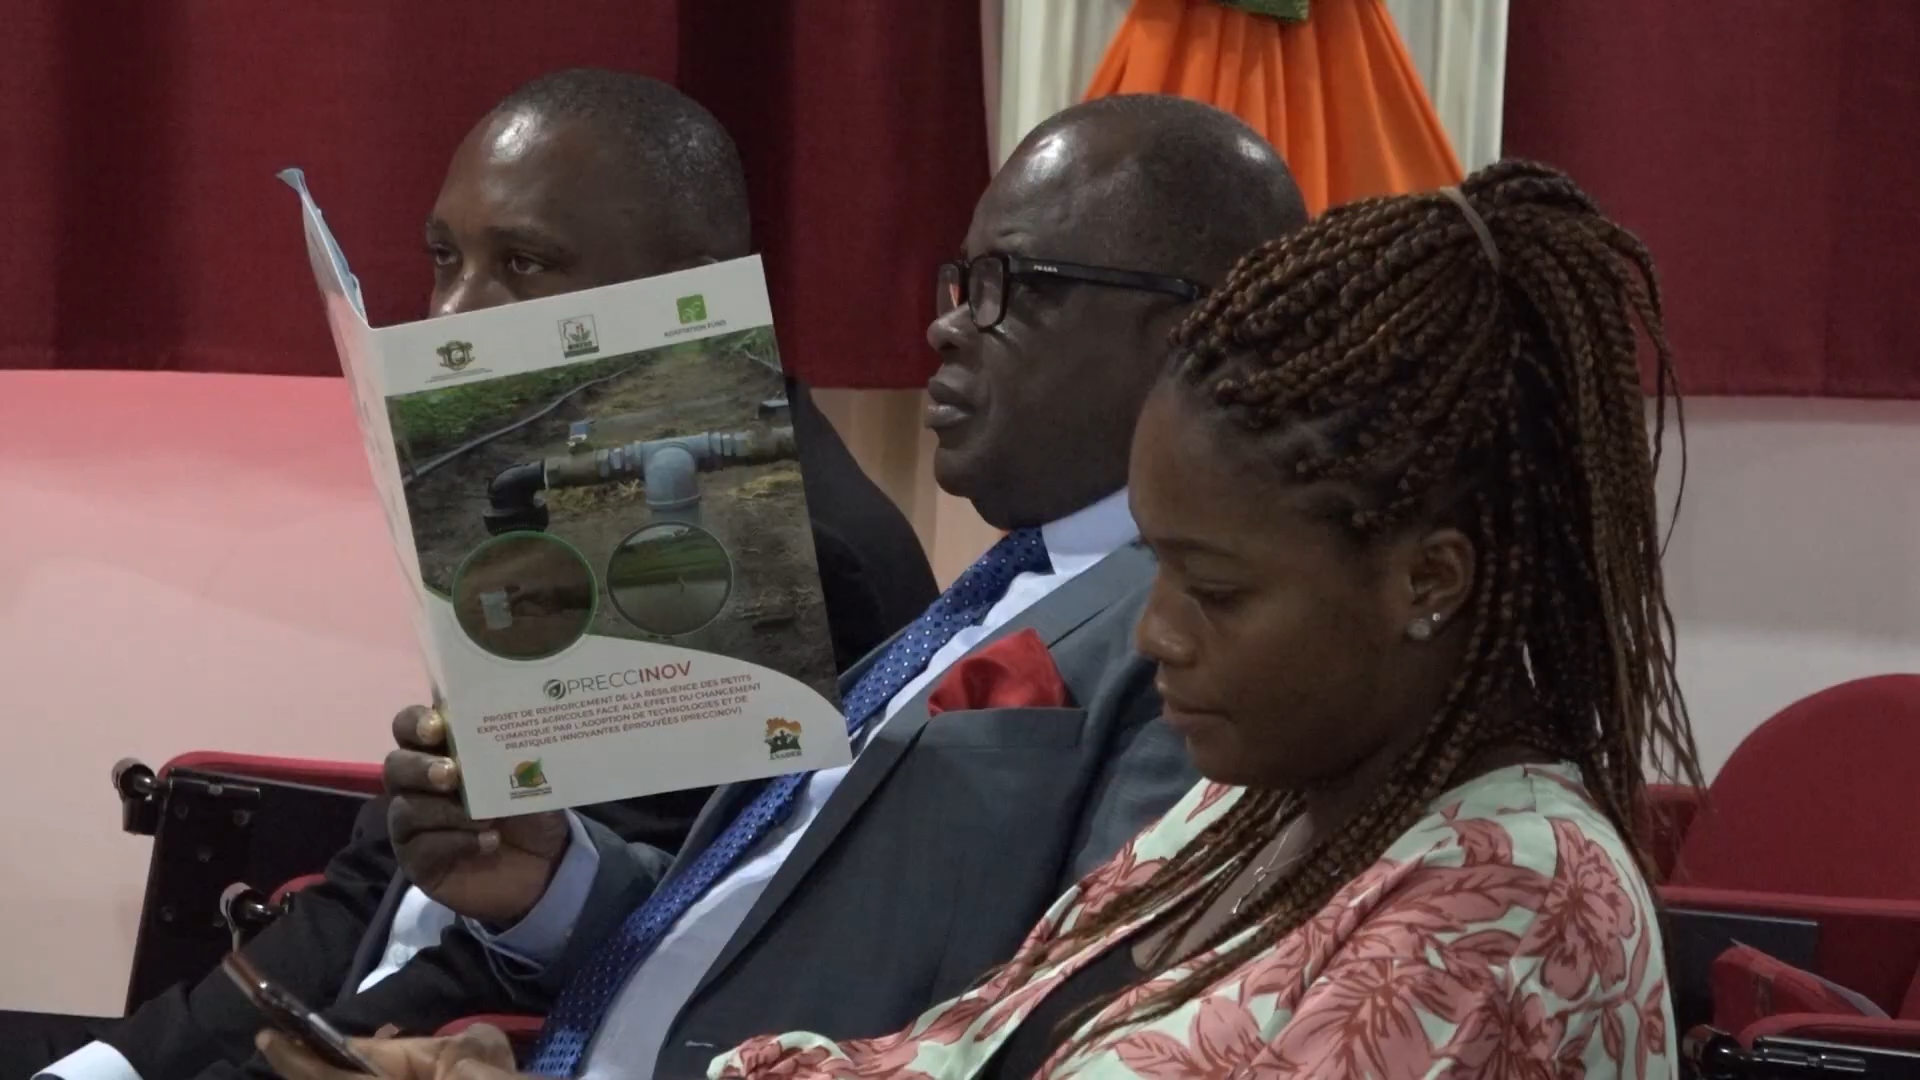 PRADA
ADAPTATION FUND
PRECCINOV
PROJET DE RENFORCEMENT DE LA RÉSILIENCE DES PETITS
EXPLOITANTS AGRICOLES FACE AUX EFFETS DU CHANGEMENT
CLIMATIQUE PAR L'ADOPTION DE TECHNOLOGIES ET DE
PRATIQUES INNOVANTES ÉPROUVÉES (PRECCINOV)
ANADER